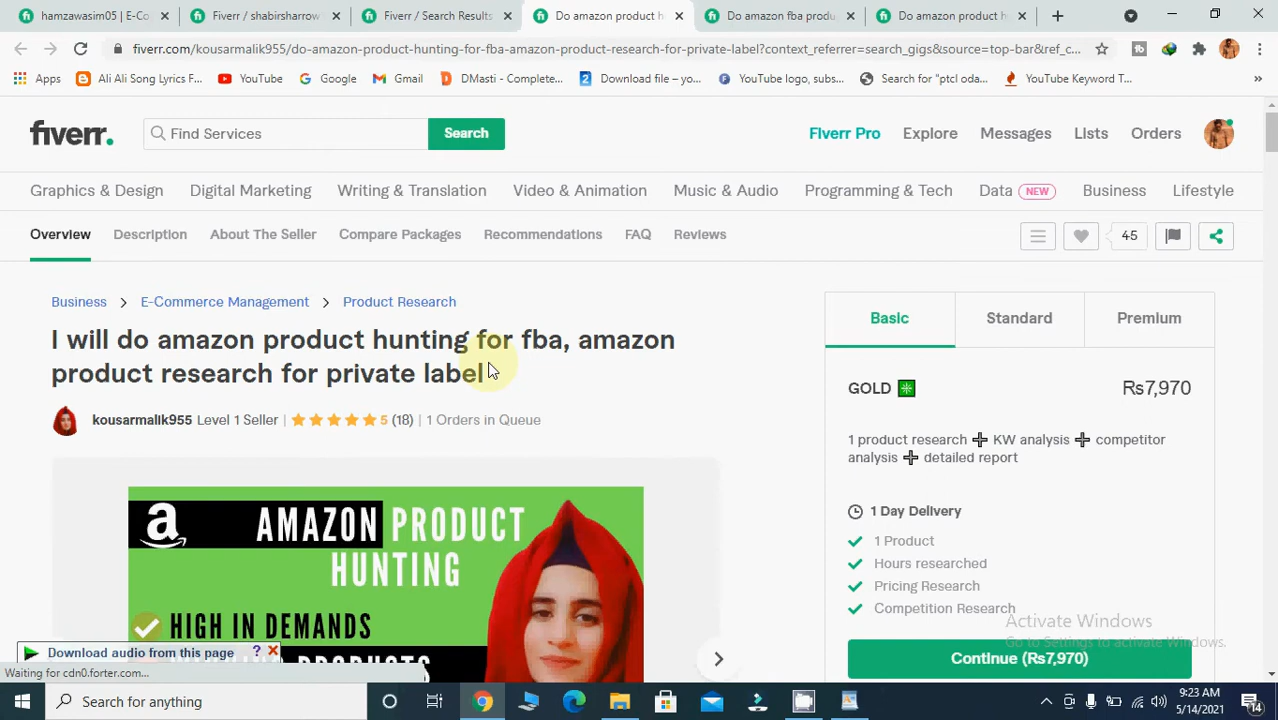 hamzawasim05 | E-Co
Fiverr / shabirsharrow
Fiverr / Search Results
Do amazon product h
Do amazon fba produ
Do amazon product h
fiverr.com/kousarmalik955/do-amazon-product-hunting-for-fba-amazon-product-research-for-private-label?context_referrer=search_gigs&source=top-bar&ref_c...
Apps
Ali Ali Song Lyrics F...
YouTube
Google
Gmail
DMasti - Complete...
Download file – yo...
YouTube logo, subs...
Search for "ptcl oda...
YouTube Keyword T...
»
fiverr.
Find Services
Search
Fiverr Pro
Explore
Messages
Lists
Orders
Graphics & Design
Digital Marketing
Writing & Translation
Video & Animation
Music & Audio
Programming & Tech
Data NEW
Business
Lifestyle
Overview
Description
About The Seller
Compare Packages
Recommendations
FAQ
Reviews
45
Business > E-Commerce Management > Product Research
I will do amazon product hunting for fba, amazon
product research for private label
kousarmalik955 Level 1 Seller | 5 (18) | 1 Orders in Queue
AMAZON PRODUCT
HUNTING
HIGH IN DEMANDS
Basic
Standard
Premium
GOLD Rs7,970
1 product research ➕ KW analysis ➕ competitor
analysis ➕ detailed report
1 Day Delivery
1 Product
Hours researched
Pricing Research
Competition Research
Activate Windows
Go to Settings to activate Windows.
Continue (Rs7,970)
Download audio from this page ? X
Waiting for cdn0.forter.com...
Search for anything
9:23 AM
5/14/2021
14